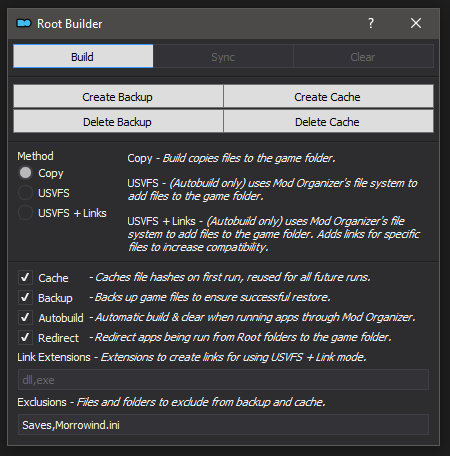 Root Builder ?
Build Sync Clear
Create Backup Create Cache
Delete Backup Delete Cache
Method
Copy
USVFS
USVFS + Links
Copy - Build copies files to the game folder.
USVFS - (Autobuild only) uses Mod Organizer's file system
to add files to the game folder.
USVFS + Links - (Autobuild only) uses Mod Organizer's file
system to add files to the game folder. Adds links for specific
files to increase compatibility.
Cache - Caches file hashes on first run, reused for all future runs.
Backup - Backs up game files to ensure successful restore.
Autobuild - Automatic build & clear when running apps through Mod Organizer.
Redirect - Redirect apps being run from Root folders to the game folder.
Link Extensions - Extensions to create links for using USVFS + Link mode.
dll,exe
Exclusions - Files and folders to exclude from backup and cache.
Saves,Morrowind.ini